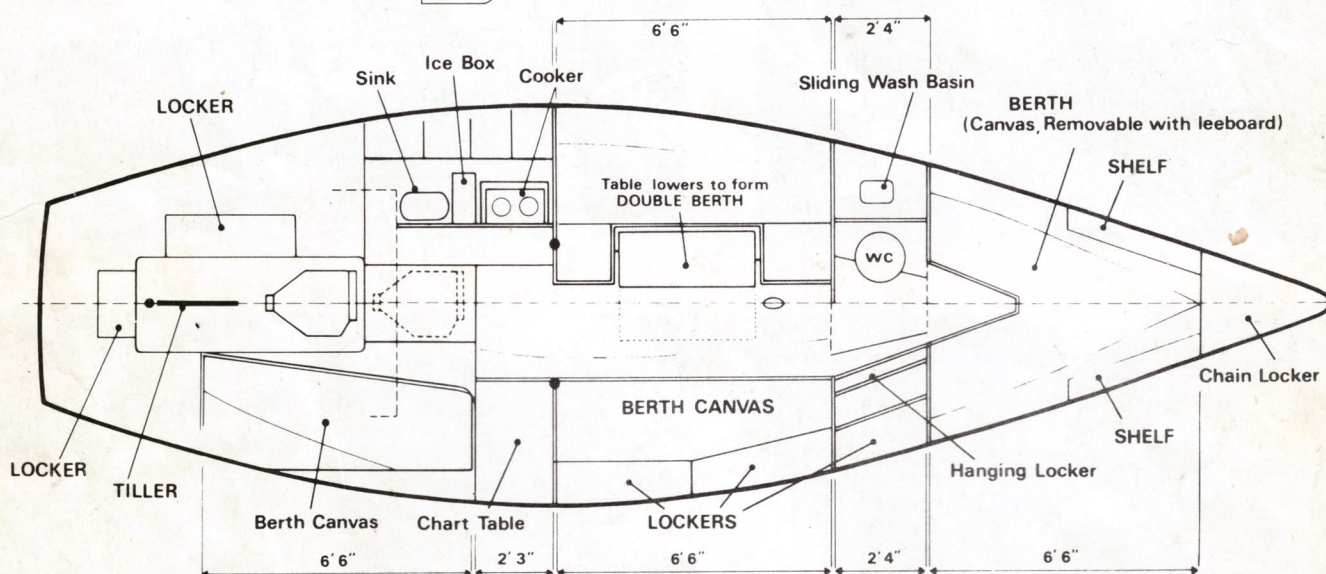 6'6"
2'4"
Sink
Ice Box
Cooker
LOCKER
Sliding Wash Basin
BERTH
(Canvas, Removable with leeboard)
SHELF
Table lowers to form
DOUBLE BERTH
WC
Chain Locker
BERTH CANVAS
SHELF
LOCKER
TILLER
Hanging Locker
Berth Canvas
Chart Table
LOCKERS
6'6"
2'3"
6'6"
2'4"
6'6"